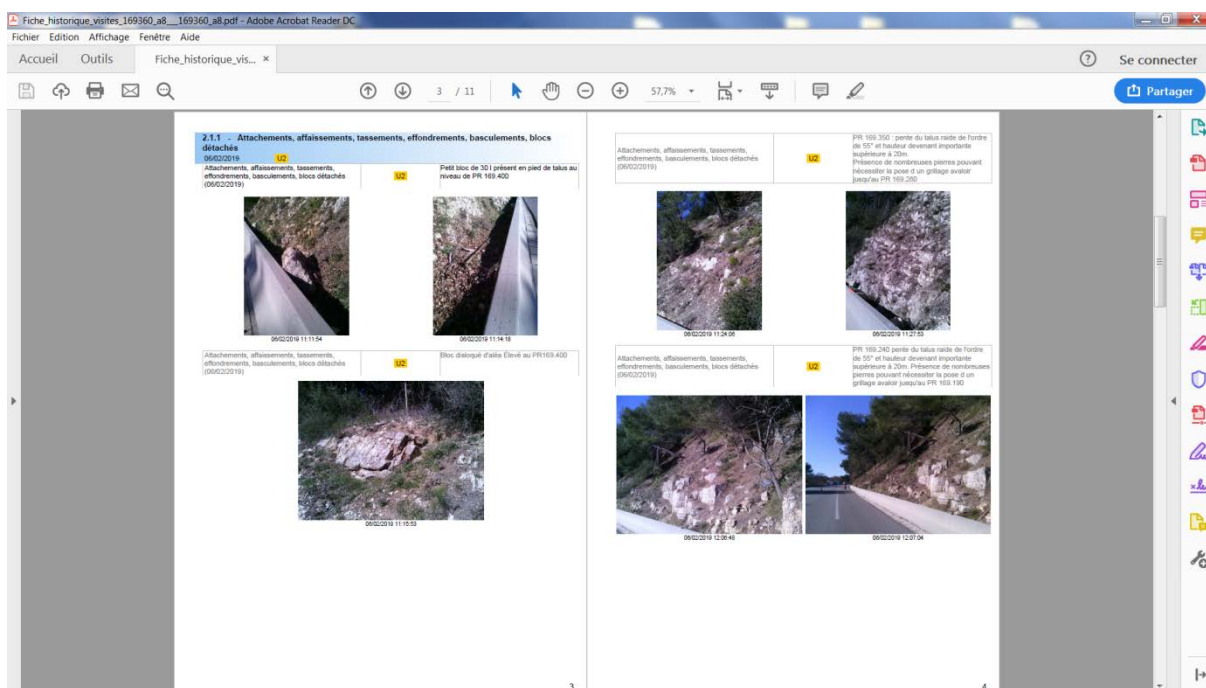 Fiche_historique_visites_169360_a8__169360_a8.pdf - Adobe Acrobat Reader DC
Fichier Edition Affichage Fenêtre Aide
Accueil Outils Fiche_historique_vis... × ? Se connecter
3 / 11 57,7% Partager
2.1.1 - Attachements, affaissements, tassements, effondrements, basculements, blocs
détachés
06/02/2019 U2
Attachements, affaissements, tassements,
effondrements, basculements, blocs détachés
(06/02/2019)
U2
Petit bloc de 30 l présent en pied de talus au
niveau de PR 169.400
06/02/2019 11:11:54 06/02/2019 11:14:18
Attachements, affaissements, tassements,
effondrements, basculements, blocs détachés
(06/02/2019)
U2
Bloc disloqué d'aléa Élevé au PR169.400
06/02/2019 11:15:53
3
Attachements, affaissements, tassements,
effondrements, basculements, blocs détachés
(06/02/2019)
U2
PR 169.350 : pente du talus raide de l'ordre
de 55° et hauteur devenant importante
supérieure à 20m.
Présence de nombreuses pierres pouvant
nécessiter la pose d un grillage avaloir
jusqu'au PR 169.280
06/02/2019 11:24:06 06/02/2019 11:27:53
Attachements, affaissements, tassements,
effondrements, basculements, blocs détachés
(06/02/2019)
U2
PR 169.240 pente du talus raide de l'ordre
de 55° et hauteur devenant importante
supérieure à 20m. Présence de nombreuses
pierres pouvant nécessiter la pose d un
grillage avaloir jusqu'au PR 169.190
06/02/2019 12:06:48 06/02/2019 12:07:04
4